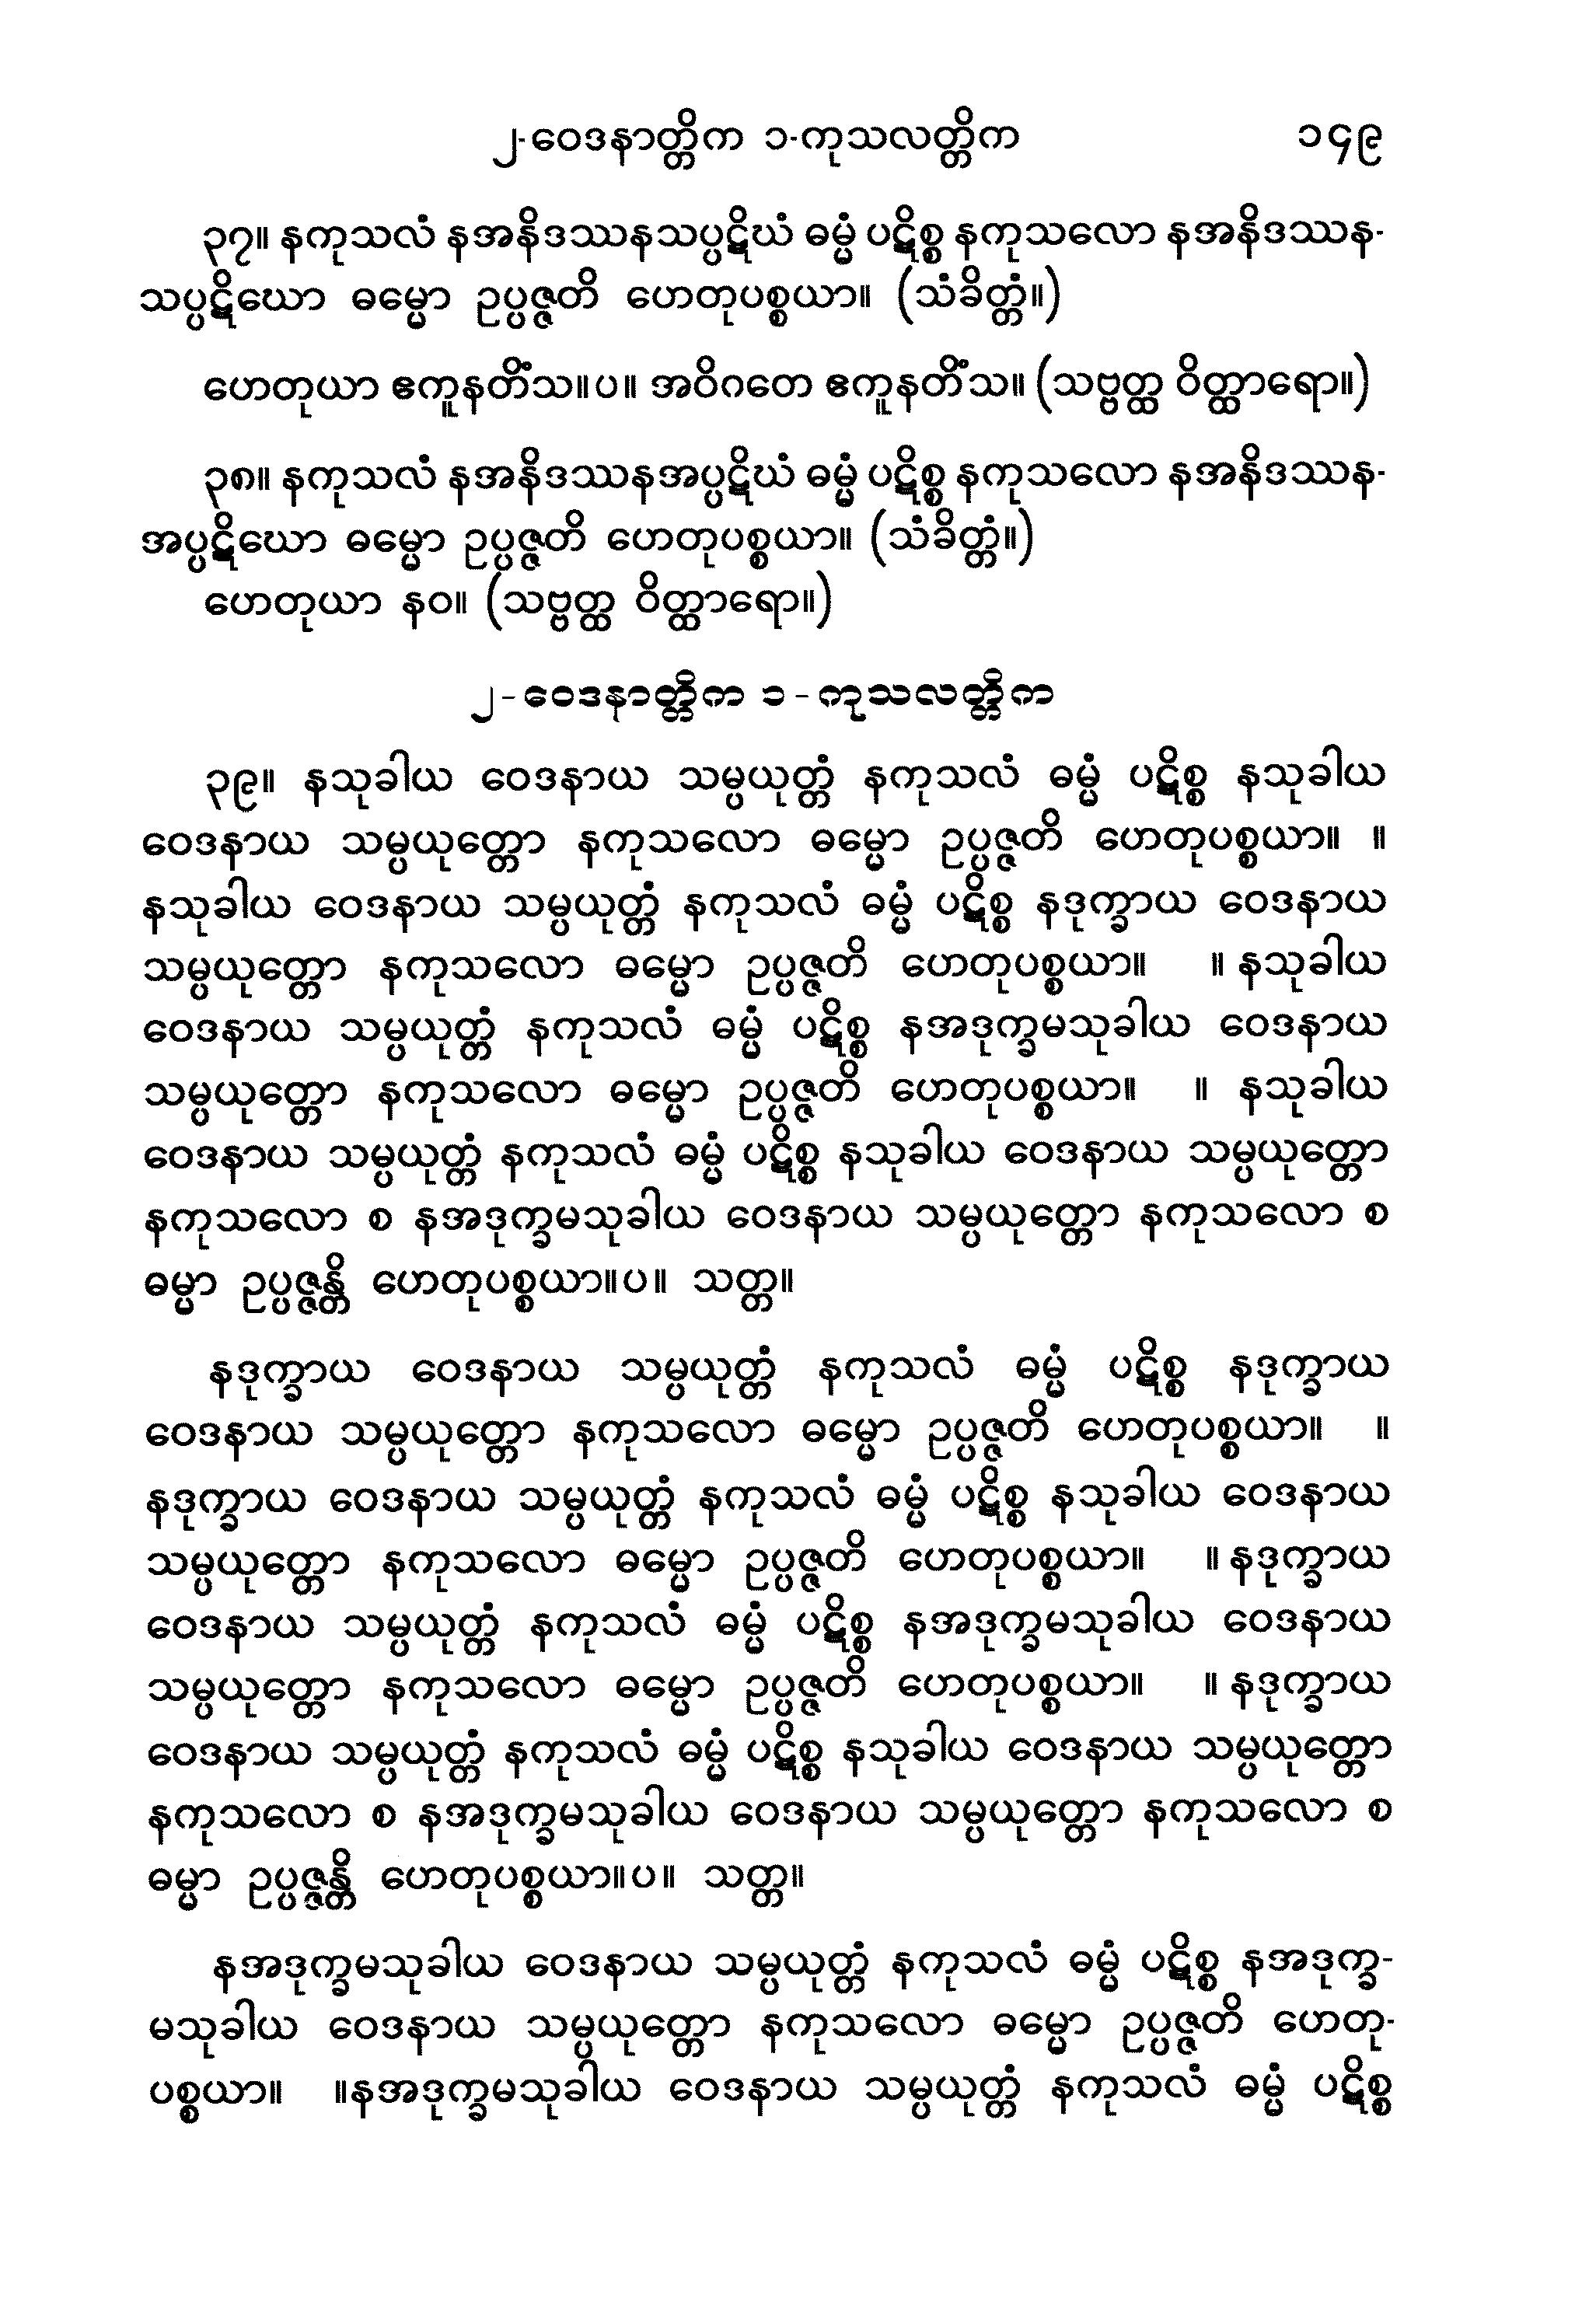 ၂-ဝေဒနာတ္တိက ၁-ကုသလတ္တိက ၁၄၉
၃၇။ နကုသလံ နအနိဒဿနသပ္ပဋိဃံ ဓမ္မံ ပဋိစ္စ နကုသလော နအနိဒဿန-
သပ္ပဋိဃော ဓမ္မော ဥပ္ပဇ္ဇတိ ဟေတုပစ္စယာ။ (သံခိတ္တံ။)
ဟေတုယာ ဧကူနတိံသ။ပ။ အဝိဂတေ ဧကူနတိံသ။ (သဗ္ဗတ္ထ ဝိတ္ထာရော။)
၃၈။ နကုသလံ နအနိဒဿနအပ္ပဋိဃံ ဓမ္မံ ပဋိစ္စ နကုသလော နအနိဒဿန-
အပ္ပဋိဃော ဓမ္မော ဥပ္ပဇ္ဇတိ ဟေတုပစ္စယာ။ (သံခိတ္တံ။)
ဟေတုယာ နဝ။ (သဗ္ဗတ္ထ ဝိတ္ထာရော။)
၂-ဝေဒနာတ္တိက ၁-ကုသလတ္တိက
၃၉။ နသုခါယ ဝေဒနာယ သမ္ပယုတ္တံ နကုသလံ ဓမ္မံ ပဋိစ္စ နသုခါယ
ဝေဒနာယ သမ္ပယုတ္တော နကုသလော ဓမ္မော ဥပ္ပဇ္ဇတိ ဟေတုပစ္စယာ။ ။
နသုခါယ ဝေဒနာယ သမ္ပယုတ္တံ နကုသလံ ဓမ္မံ ပဋိစ္စ နဒုက္ခာယ ဝေဒနာယ
သမ္ပယုတ္တော နကုသလော ဓမ္မော ဥပ္ပဇ္ဇတိ ဟေတုပစ္စယာ။ ။ နသုခါယ
ဝေဒနာယ သမ္ပယုတ္တံ နကုသလံ ဓမ္မံ ပဋိစ္စ နအဒုက္ခမသုခါယ ဝေဒနာယ
သမ္ပယုတ္တော နကုသလော ဓမ္မော ဥပ္ပဇ္ဇတိ ဟေတုပစ္စယာ။ ။ နသုခါယ
ဝေဒနာယ သမ္ပယုတ္တံ နကုသလံ ဓမ္မံ ပဋိစ္စ နသုခါယ ဝေဒနာယ သမ္ပယုတ္တော
နကုသလော စ နအဒုက္ခမသုခါယ ဝေဒနာယ သမ္ပယုတ္တော နကုသလော စ
ဓမ္မာ ဥပ္ပဇ္ဇန္တိ ဟေတုပစ္စယာ။ပ။ သတ္တ။
နဒုက္ခာယ ဝေဒနာယ သမ္ပယုတ္တံ နကုသလံ ဓမ္မံ ပဋိစ္စ နဒုက္ခာယ
ဝေဒနာယ သမ္ပယုတ္တော နကုသလော ဓမ္မော ဥပ္ပဇ္ဇတိ ဟေတုပစ္စယာ။ ။
နဒုက္ခာယ ဝေဒနာယ သမ္ပယုတ္တံ နကုသလံ ဓမ္မံ ပဋိစ္စ နသုခါယ ဝေဒနာယ
သမ္ပယုတ္တော နကုသလော ဓမ္မော ဥပ္ပဇ္ဇတိ ဟေတုပစ္စယာ။ ။ နဒုက္ခာယ
ဝေဒနာယ သမ္ပယုတ္တံ နကုသလံ ဓမ္မံ ပဋိစ္စ နအဒုက္ခမသုခါယ ဝေဒနာယ
သမ္ပယုတ္တော နကုသလော ဓမ္မော ဥပ္ပဇ္ဇတိ ဟေတုပစ္စယာ။ ။ နဒုက္ခာယ
ဝေဒနာယ သမ္ပယုတ္တံ နကုသလံ ဓမ္မံ ပဋိစ္စ နသုခါယ ဝေဒနာယ သမ္ပယုတ္တော
နကုသလော စ နအဒုက္ခမသုခါယ ဝေဒနာယ သမ္ပယုတ္တော နကုသလော စ
ဓမ္မာ ဥပ္ပဇ္ဇန္တိ ဟေတုပစ္စယာ။ပ။ သတ္တ။
နအဒုက္ခမသုခါယ ဝေဒနာယ သမ္ပယုတ္တံ နကုသလံ ဓမ္မံ ပဋိစ္စ နအဒုက္ခ-
မသုခါယ ဝေဒနာယ သမ္ပယုတ္တော နကုသလော ဓမ္မော ဥပ္ပဇ္ဇတိ ဟေတု-
ပစ္စယာ။ ။နအဒုက္ခမသုခါယ ဝေဒနာယ သမ္ပယုတ္တံ နကုသလံ ဓမ္မံ ပဋိစ္စ